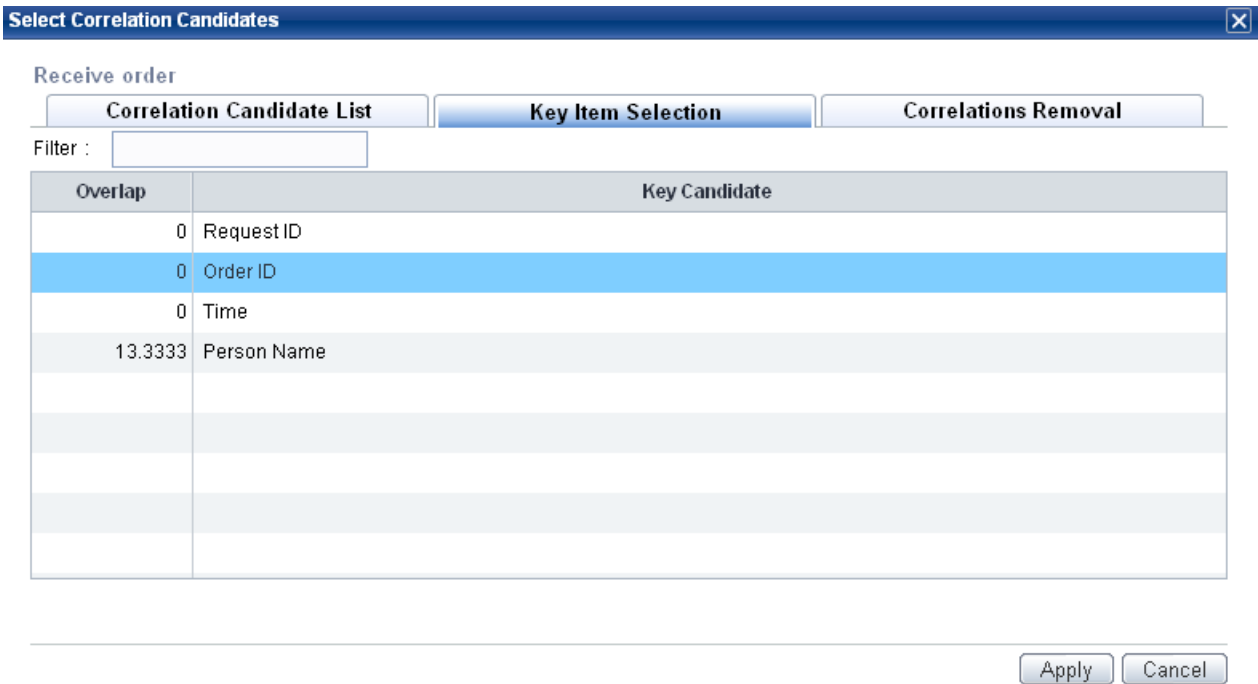 Select Correlation Candidates
Receive order
Correlation Candidate List Key Item Selection Correlations Removal
Filter :
Overlap Key Candidate
0 Request ID
0 Order ID
0 Time
13.3333 Person Name
Apply Cancel